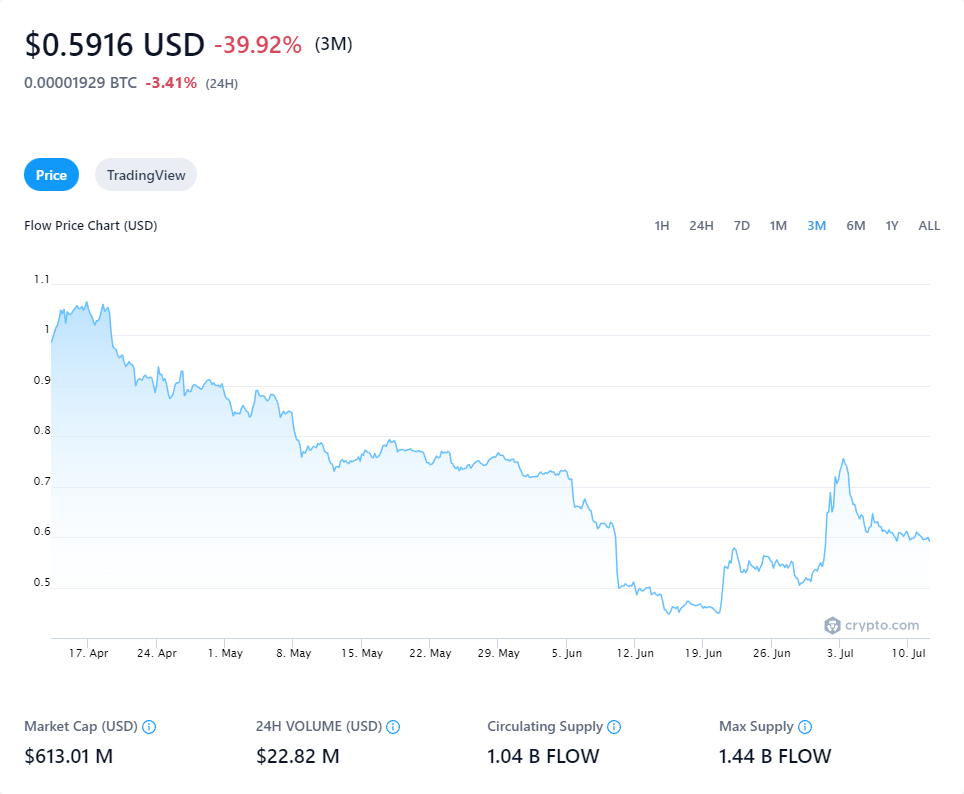 $0.5916 USD -39.92% (3M)
0.00001929 BTC -3.41% (24H)
Price TradingView
Flow Price Chart (USD) 1H 24H 7D 1M 3M 6M 1Y ALL
1.1
1
0.9
0.8
0.7
0.6
0.5
crypto.com
17. Apr 24. Apr 1. May 8. May 15. May 22. May 29. May 5. Jun 12. Jun 19. Jun 26. Jun 3. Jul 10. Jul
Market Cap (USD) 24H VOLUME (USD) Circulating Supply Max Supply
$613.01 M $22.82 M 1.04 B FLOW 1.44 B FLOW